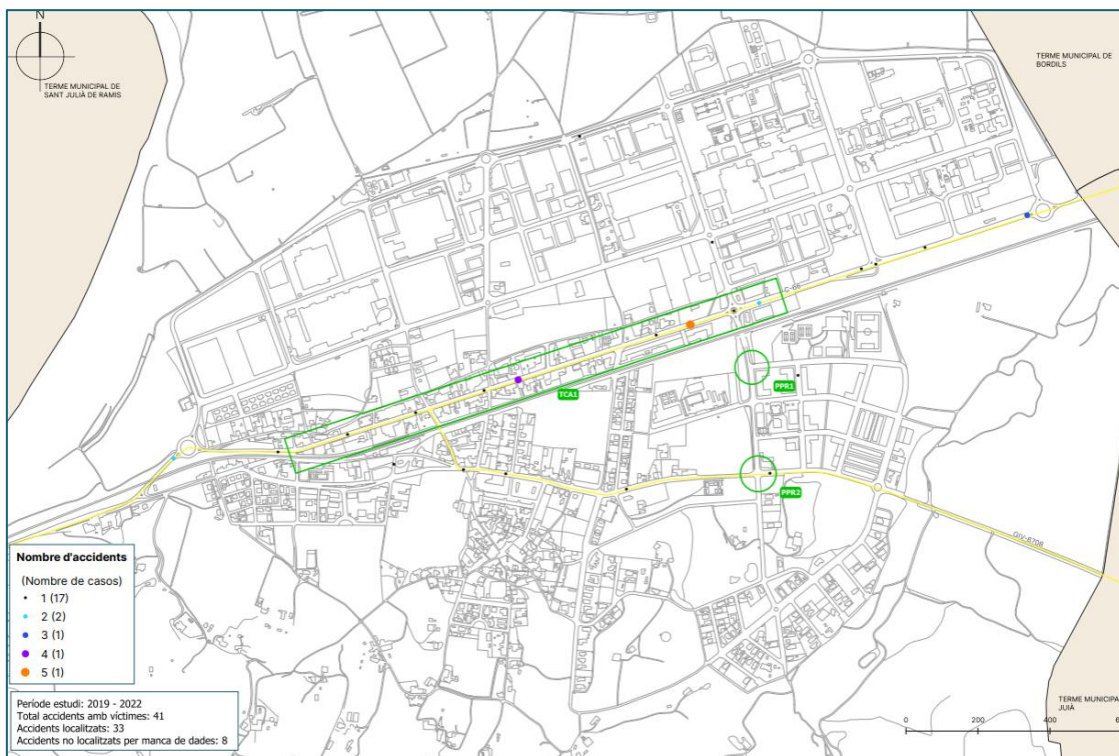 N
TERME MUNICIPAL DE
SANT JULIÀ DE RAMIS
TERME MUNICIPAL DE
BORDILS
C-66
TCA1
PPR1
PPR2
GIV-6708
Nombre d'accidents
(Nombre de casos)
1 (17)
2 (2)
3 (1)
4 (1)
5 (1)
Període estudi: 2019 - 2022
Total accidents amb víctimes: 41
Accidents localitzats: 33
Accidents no localitzats per manca de dades: 8
TERME MUNICIPAL
JUIÀ
0 200 400